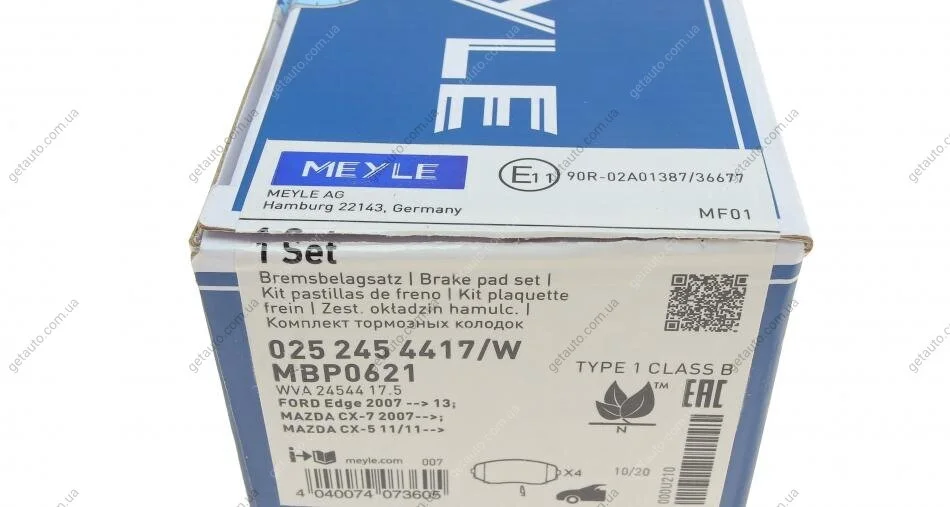 MEYLE
MEYLE
MEYLE AG
Hamburg 22143, Germany
E11 90R-02A01387/36677
MF01
1 Set
Bremsbelagsatz | Brake pad set |
Kit pastillas de freno | Kit plaquette
frein | Zest. okładzin hamulc. |
Комплект тормозных колодок
025 245 4417/W
MBP0621
WVA 24544 17.5
FORD Edge 2007 --> 13;
MAZDA CX-7 2007-->;
MAZDA CX-5 11/11-->
TYPE 1 CLASS B
TM
EAC
N
i
meyle.com 007
X4
10/20
000U210
4 040074 073605
getauto.com.ua